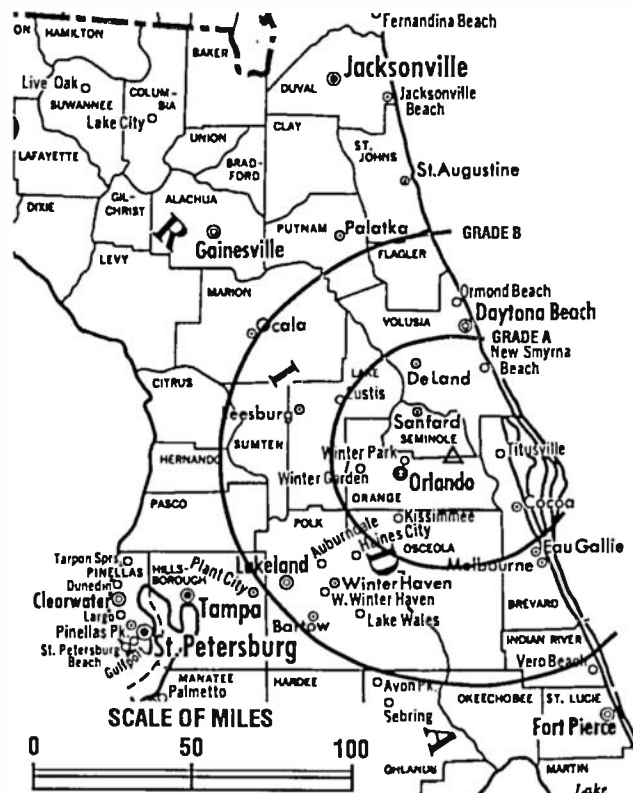 ON
HAMILTON
BAKER
Fernandina Beach
Live Oak
SUWANNEE
COLUM-
BIA
Lake City
DUVAL
Jacksonville
Jacksonville
Beach
UNION
CLAY
LAFAYETTE
BRAD-
FORD
ST.
JOHNS
St. Augustine
DIXIE
GIL-
CHRIST
ALACHUA
Gainesville
PUTNAM
Palatka
GRADE B
R
LEVY
FLAGLER
MARION
Ormond Beach
Ocala
VOLUSIA
Daytona Beach
GRADE A
New Smyrna
Beach
I
LAKE
DeLand
CITRUS
Eustis
Leesburg
Sanford
SEMINOLE
SUMTER
HERNANDO
Winter Park
Titusville
Winter Garden
Orlando
ORANGE
PASCO
Cocoa
POLK
Kissimmee
Auburndale
Haines City
OSCEOLA
Eau Gallie
Tarpon Sprs.
PINELLAS
HILLS-
BOROUGH
Plant City
Lakeland
D
Melbourne
Dunedin
Winter Haven
Clearwater
Tampa
W. Winter Haven
BREVARD
Largo
Bartow
Lake Wales
Pinellas Pk.
St. Petersburg
INDIAN RIVER
St. Petersburg
Beach
Gulfport
Vero Beach
MANATEE
HARDEE
Palmetto
Avon Pk.
OKEECHOBEE
ST. LUCIE
SCALE OF MILES
Sebring
Fort Pierce
0 50 100
A
GHLANDS
MARTIN
Lake